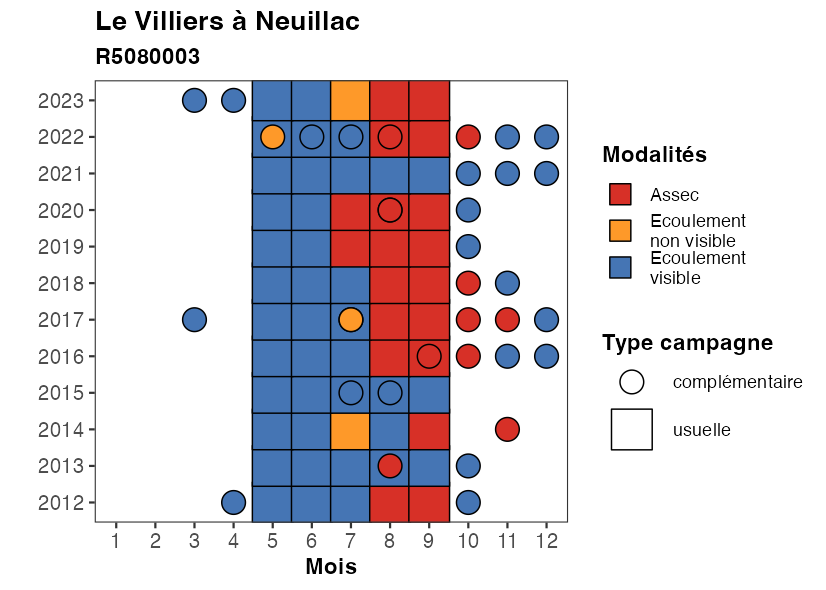 Le Villiers à Neuillac
R5080003
2023
2022
2021
2020
2019
2018
2017
2016
2015
2014
2013
2012
1 2 3 4 5 6 7 8 9 10 11 12
Mois
Modalités
Assec
Ecoulement
non visible
Ecoulement
visible
Type campagne
complémentaire
usuelle